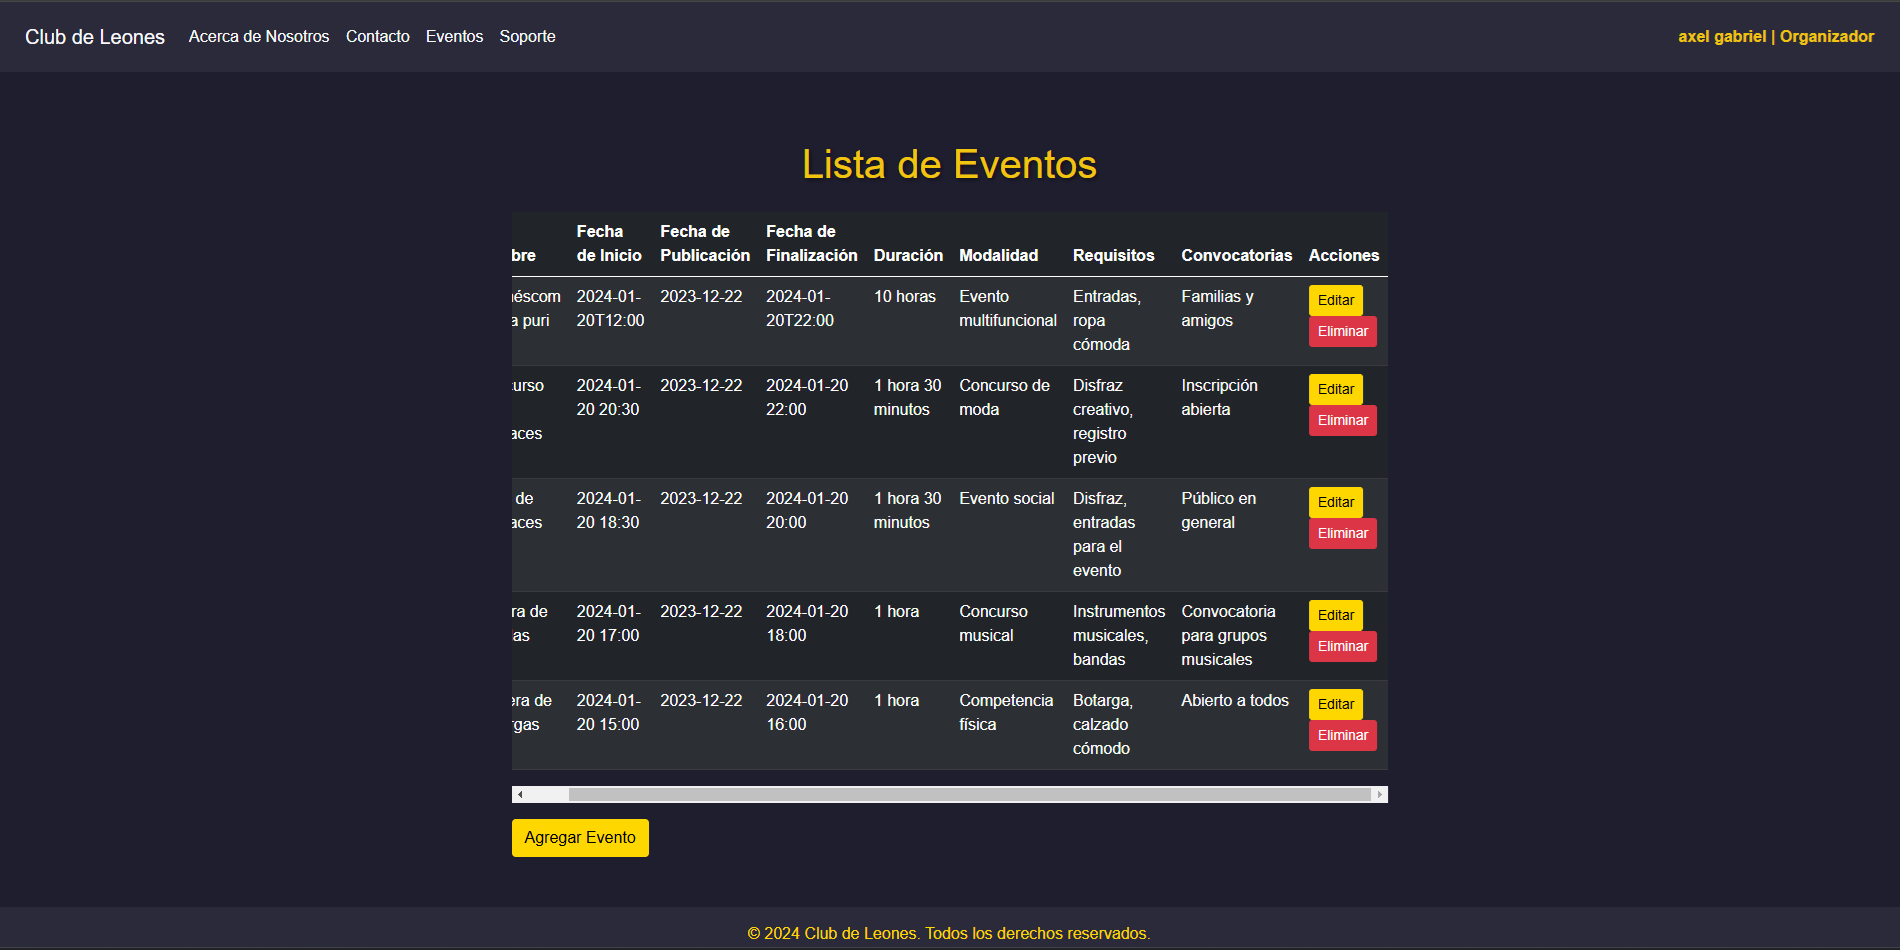 Club de Leones Acerca de Nosotros Contacto Eventos Soporte axel gabriel | Organizador
Lista de Eventos
Fecha Fecha de Fecha de
bre de Inicio Publicación Finalización Duración Modalidad Requisitos Convocatorias Acciones
2024-01- 2023-12-22 2024-01- 10 horas Evento Entradas, Familias y Editar
a puri 20T12:00 20T22:00 multifuncional ropa amigos Eliminar
cómoda
urso 2024-01- 2023-12-22 2024-01-20 1 hora 30 Concurso de Disfraz Inscripción Editar
20 20:30 22:00 minutos moda creativo, abierta Eliminar
aces registro
previo
de 2024-01- 2023-12-22 2024-01-20 1 hora 30 Evento social Disfraz, Público en Editar
aces 20 18:30 20:00 minutos entradas general Eliminar
para el
evento
ra de 2024-01- 2023-12-22 2024-01-20 1 hora Concurso Instrumentos Convocatoria Editar
las 20 17:00 18:00 musical musicales, para grupos Eliminar
bandas musicales
era de 2024-01- 2023-12-22 2024-01-20 1 hora Competencia Botarga, Abierto a todos Editar
rgas 20 15:00 16:00 física calzado Eliminar
cómodo
Agregar Evento
© 2024 Club de Leones. Todos los derechos reservados.